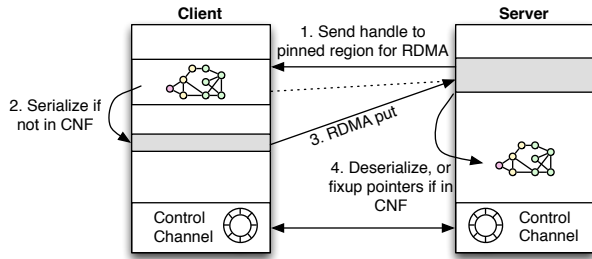 Client
Server
1. Send handle to
pinned region for RDMA
2. Serialize if
not in CNF
3. RDMA put
4. Deserialize, or
fixup pointers if in
CNF
Control
Channel
Control
Channel